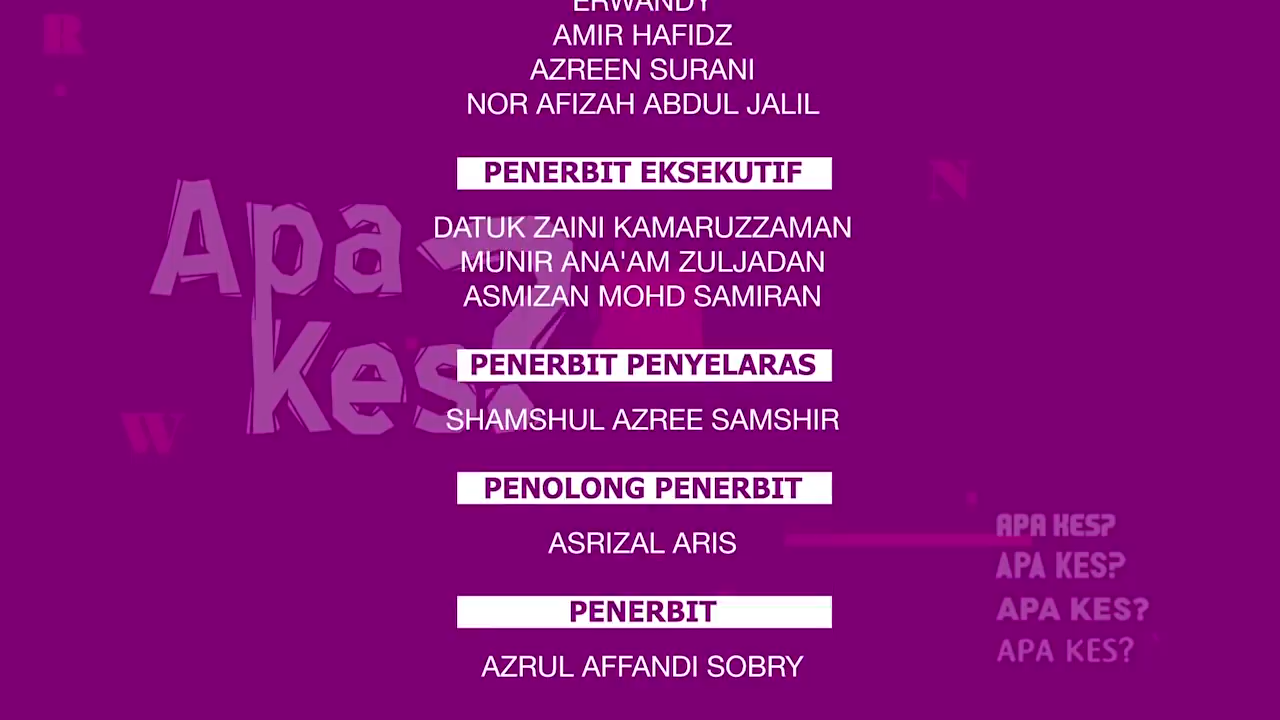 ERWANDY
AMIR HAFIDZ
AZREEN SURANI
NOR AFIZAH ABDUL JALIL
PENERBIT EKSEKUTIF
DATUK ZAINI KAMARUZZAMAN
MUNIR ANA'AM ZULJADAN
ASMIZAN MOHD SAMIRAN
PENERBIT PENYELARAS
SHAMSHUL AZREE SAMSHIR
PENOLONG PENERBIT
ASRIZAL ARIS
PENERBIT
AZRUL AFFANDI SOBRY
Apa
Kes?
R
N
W
APA KES?
APA KES?
APA KES?
APA KES?